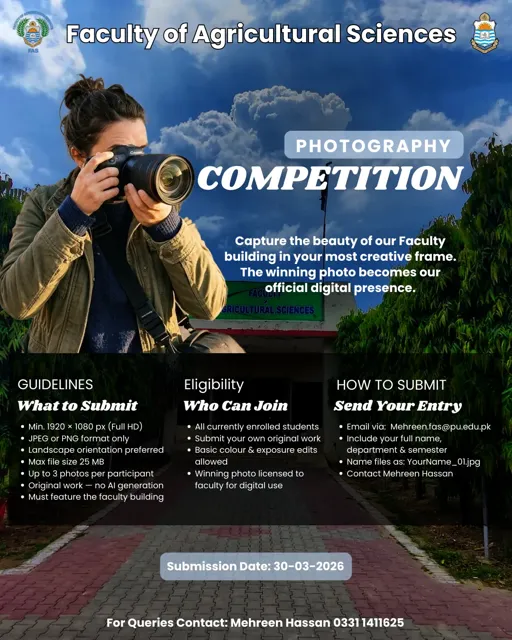 Faculty of Agricultural Sciences
FAS
PHOTOGRAPHY
COMPETITION
Capture the beauty of our Faculty
building in your most creative frame.
The winning photo becomes our
official digital presence.
FACULTY
AGRICULTURAL SCIENCES
GUIDELINES
What to Submit
• Min. 1920 × 1080 px (Full HD)
• JPEG or PNG format only
• Landscape orientation preferred
• Max file size 25 MB
• Up to 3 photos per participant
• Original work — no AI generation
• Must feature the faculty building
Eligibility
Who Can Join
• All currently enrolled students
• Submit your own original work
• Basic colour & exposure edits
allowed
• Winning photo licensed to
faculty for digital use
HOW TO SUBMIT
Send Your Entry
• Email via: Mehreen.fas@pu.edu.pk
• Include your full name,
department & semester
• Name files as: YourName_01.jpg
• Contact Mehreen Hassan
Submission Date: 30-03-2026
For Queries Contact: Mehreen Hassan 0331 1411625